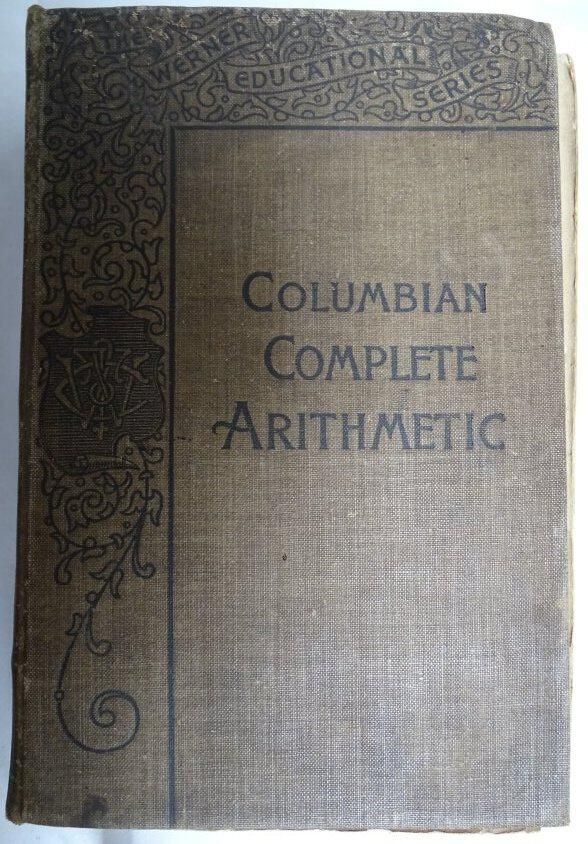 THE
WERNER
EDUCATIONAL
SERIES
COLUMBIAN
COMPLETE
ARITHMETIC